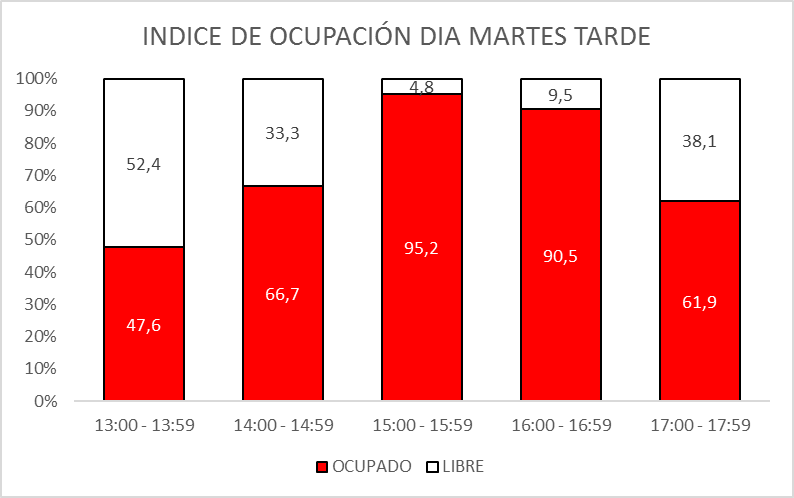 INDICE DE OCUPACIÓN DIA MARTES TARDE
100%
90%
80%
70%
60%
50%
40%
30%
20%
10%
0%
52,4
33,3
4,8
9,5
38,1
47,6
66,7
95,2
90,5
61,9
13:00 - 13:59
14:00 - 14:59
15:00 - 15:59
16:00 - 16:59
17:00 - 17:59
OCUPADO
LIBRE